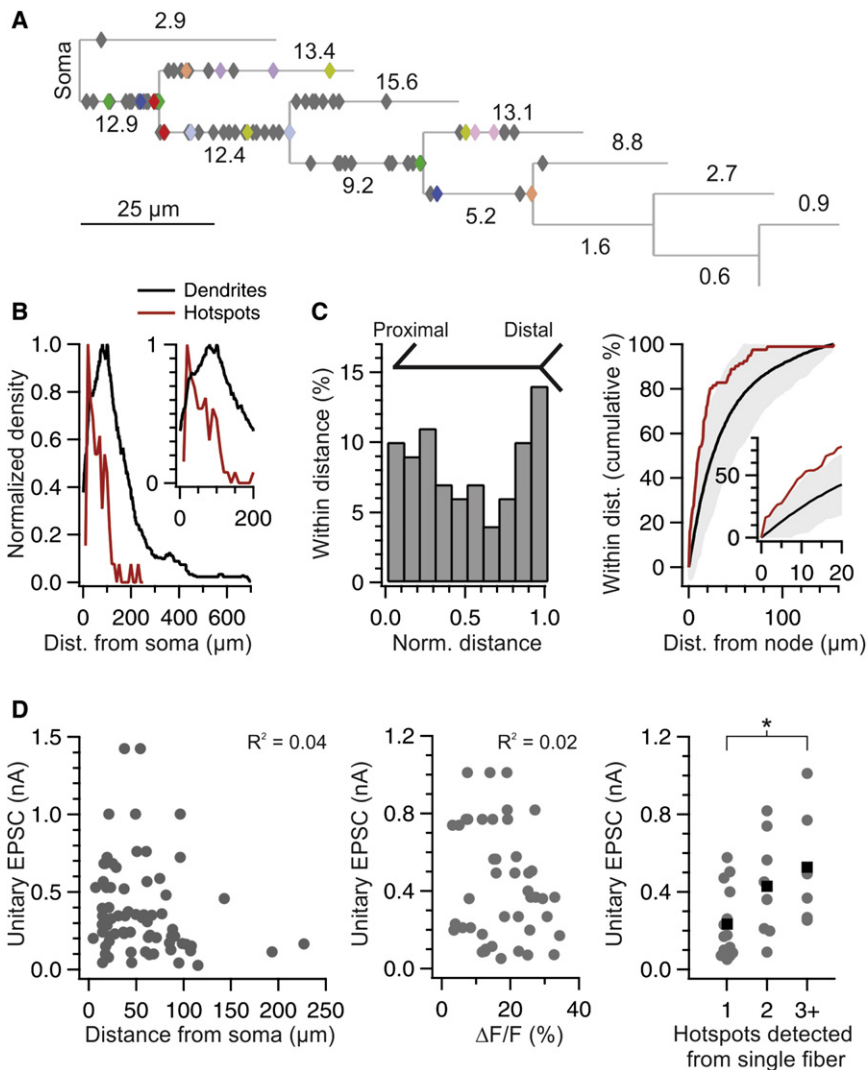 A
Soma
2.9
13.4
15.6
12.9
12.4
13.1
9.2
8.8
5.2
2.7
1.6
0.9
0.6
25 µm
B
Dendrites
Hotspots
Normalized density
1.0
0.8
0.6
0.4
0.2
0.0
0
200
400
600
Dist. from soma (µm)
1
0
0
200
C
Proximal
Distal
Within distance (%)
15
10
5
0
0.0
0.5
1.0
Norm. distance
Within dist. (cumulative %)
100
80
60
40
20
0
0
100
Dist. from node (µm)
50
0
0
10
20
D
Unitary EPSC (nA)
1.5
1.0
0.5
0.0
R² = 0.04
0
50
100
150
200
250
Distance from soma (µm)
Unitary EPSC (nA)
1.2
0.8
0.4
0.0
R² = 0.02
0
20
40
ΔF/F (%)
Unitary EPSC (nA)
1.2
0.8
0.4
0.0
*
1
2
3+
Hotspots detected
from single fiber